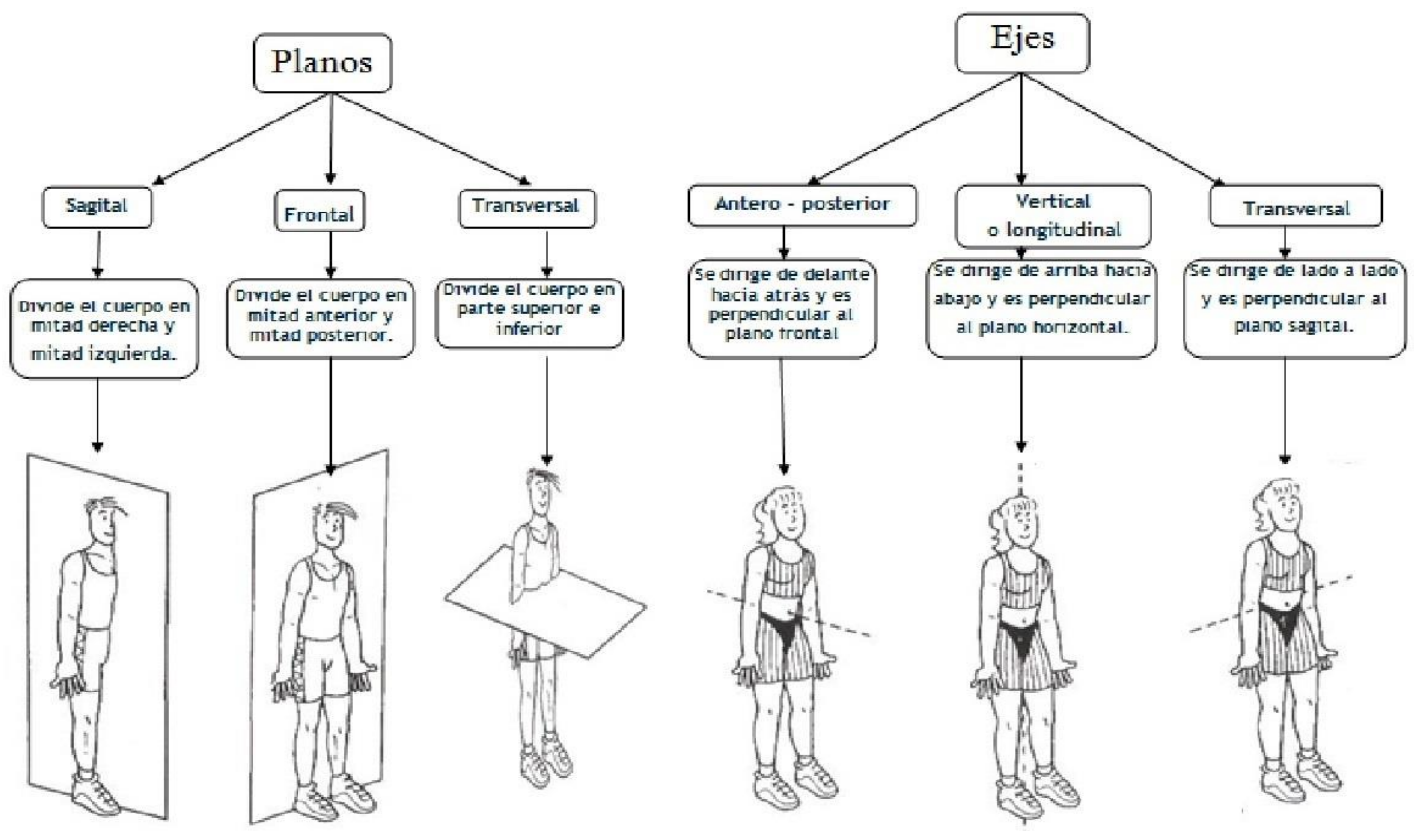 Planos
Sagital
Divide el cuerpo en
mitad derecha y
mitad izquierda.
Frontal
Divide el cuerpo en
mitad anterior y
mitad posterior.
Transversal
Divide el cuerpo en
parte superior e
inferior
Ejes
Antero - posterior
Se dirige de delante
hacia atrás y es
perpendicular al
plano frontal
Vertical
o longitudinal
Se dirige de arriba hacia
abajo y es perpendicular
al plano horizontal.
Transversal
Se dirige de lado a lado
y es perpendicular al
plano sagital.